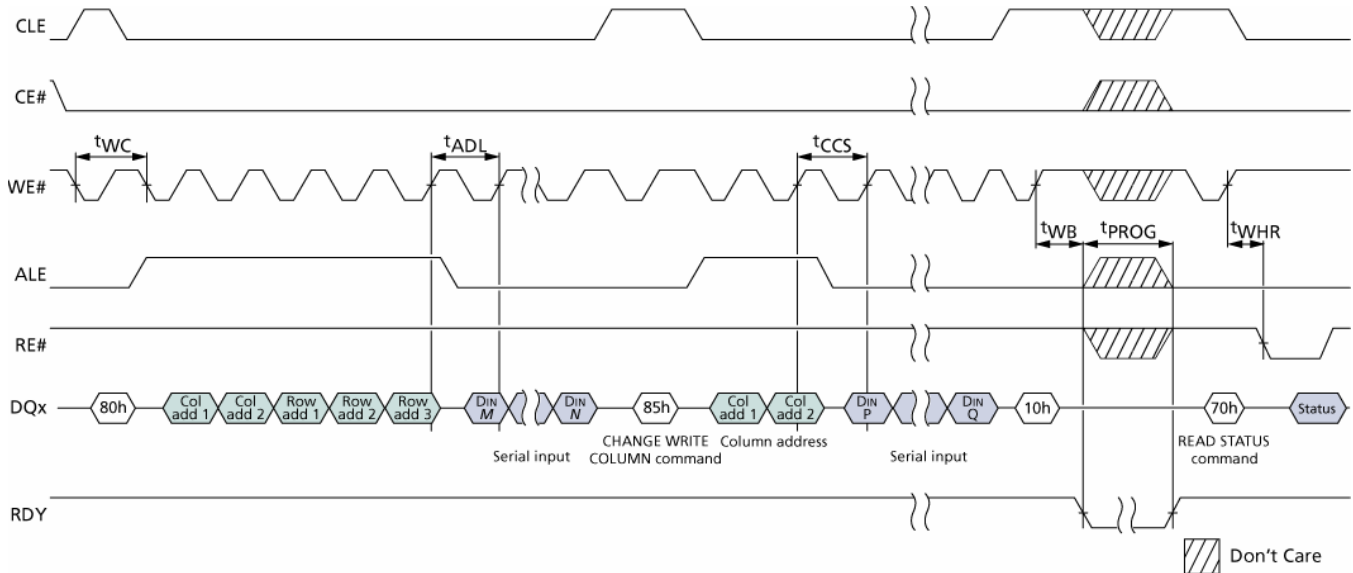 CLE
CE#
tWC
tADL
tCCS
WE#
tWB
tPROG
tWHR
ALE
RE#
DQx
80h
Col add 1
Col add 2
Row add 1
Row add 2
Row add 3
DIN M
DIN N
85h
Col add 1
Col add 2
DIN P
DIN Q
10h
70h
Status
Serial input
CHANGE WRITE
COLUMN command
Column address
Serial input
READ STATUS
command
RDY
Don't Care